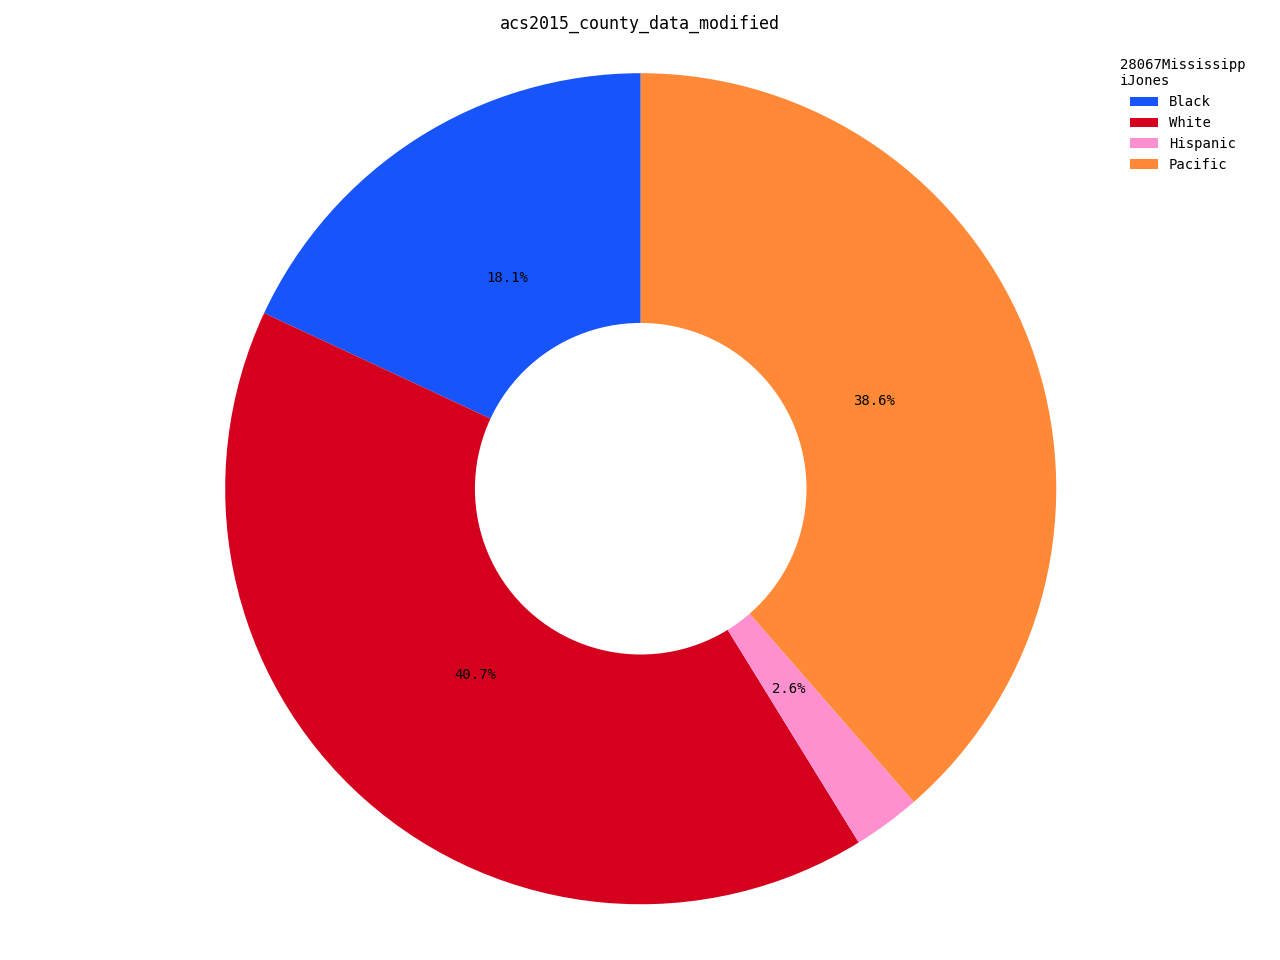 acs2015_county_data_modified
28067Mississipp
iJones
Black
White
Hispanic
Pacific
18.1%
38.6%
40.7%
2.6%